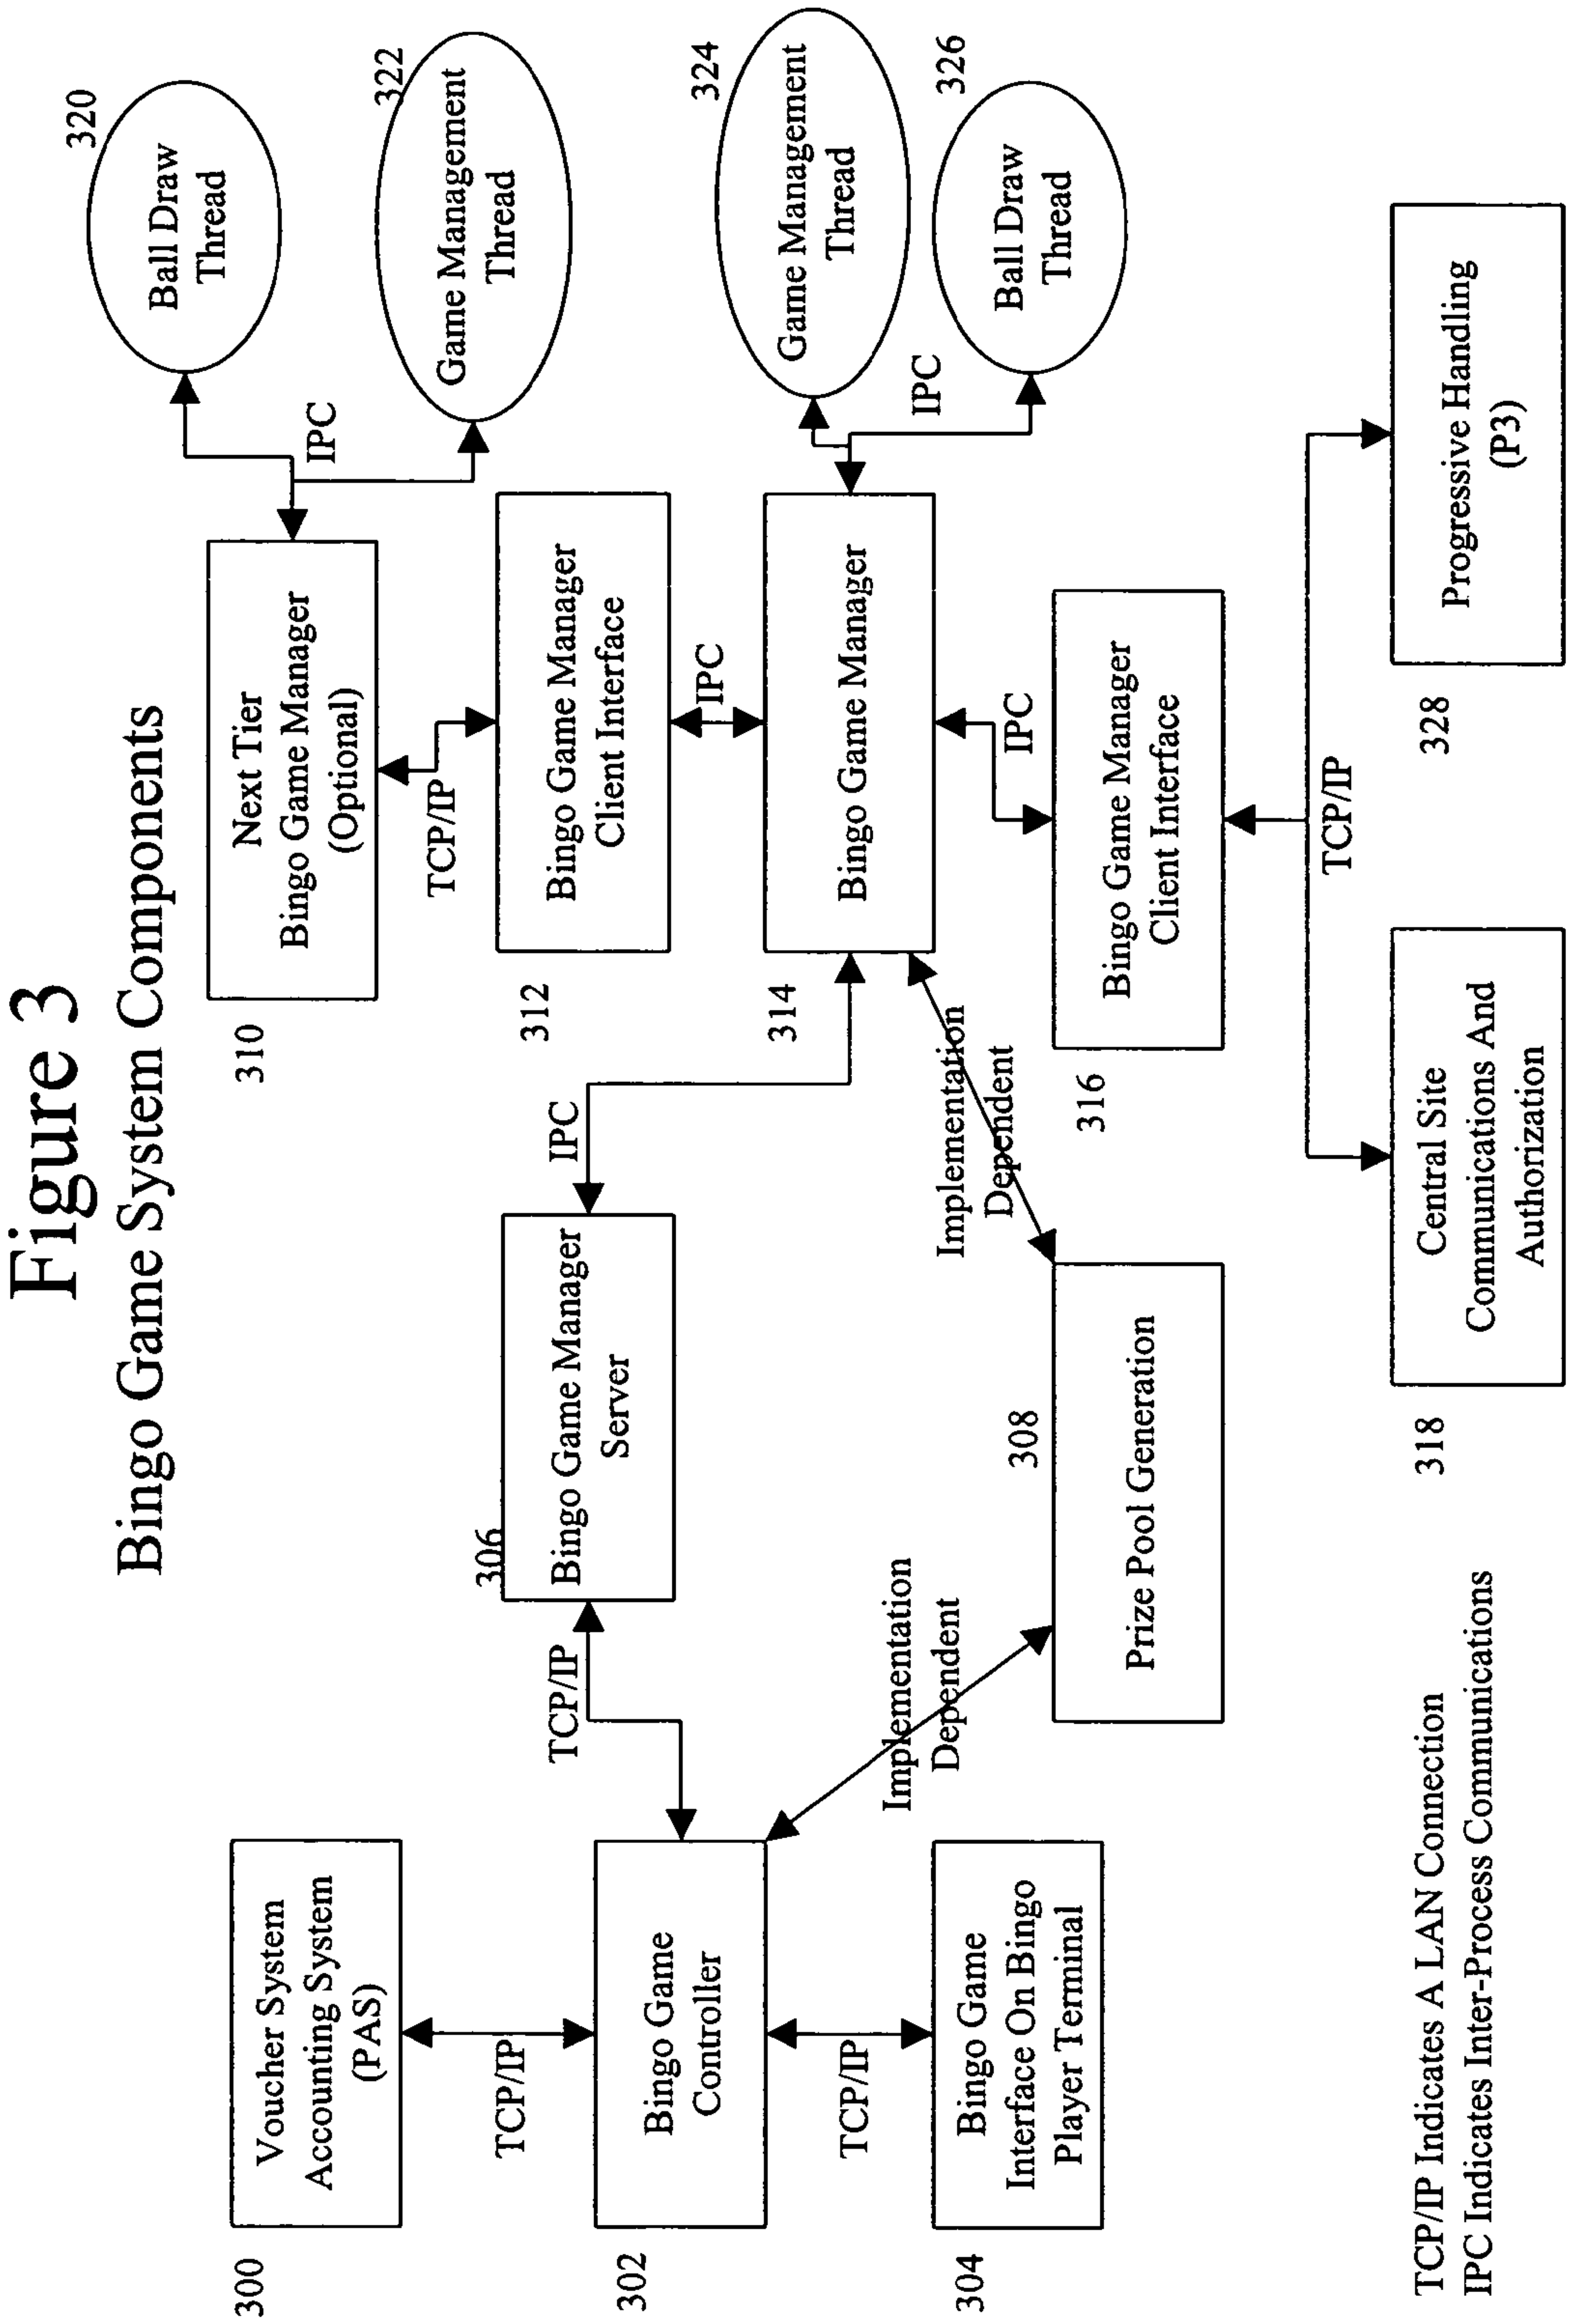 Figure 3
Bingo Game System Components
300
Voucher System
Accounting System
(PAS)
TCP/IP
302
Bingo Game
Controller
TCP/IP
304
Bingo Game
Interface On Bingo
Player Terminal
TCP/IP
306
Bingo Game Manager
Server
IPC
Implementation
Dependent
308
Prize Pool Generation
Implementation
Dependent
310
Next Tier
Bingo Game Manager
(Optional)
TCP/IP
312
Bingo Game Manager
Client Interface
IPC
314
Bingo Game Manager
IPC
316
Bingo Game Manager
Client Interface
TCP/IP
318
Central Site
Communications And
Authorization
320
Ball Draw
Thread
IPC
322
Game Management
Thread
324
Game Management
Thread
IPC
326
Ball Draw
Thread
328
Progressive Handling
(P3)
TCP/IP Indicates A LAN Connection
IPC Indicates Inter-Process Communications